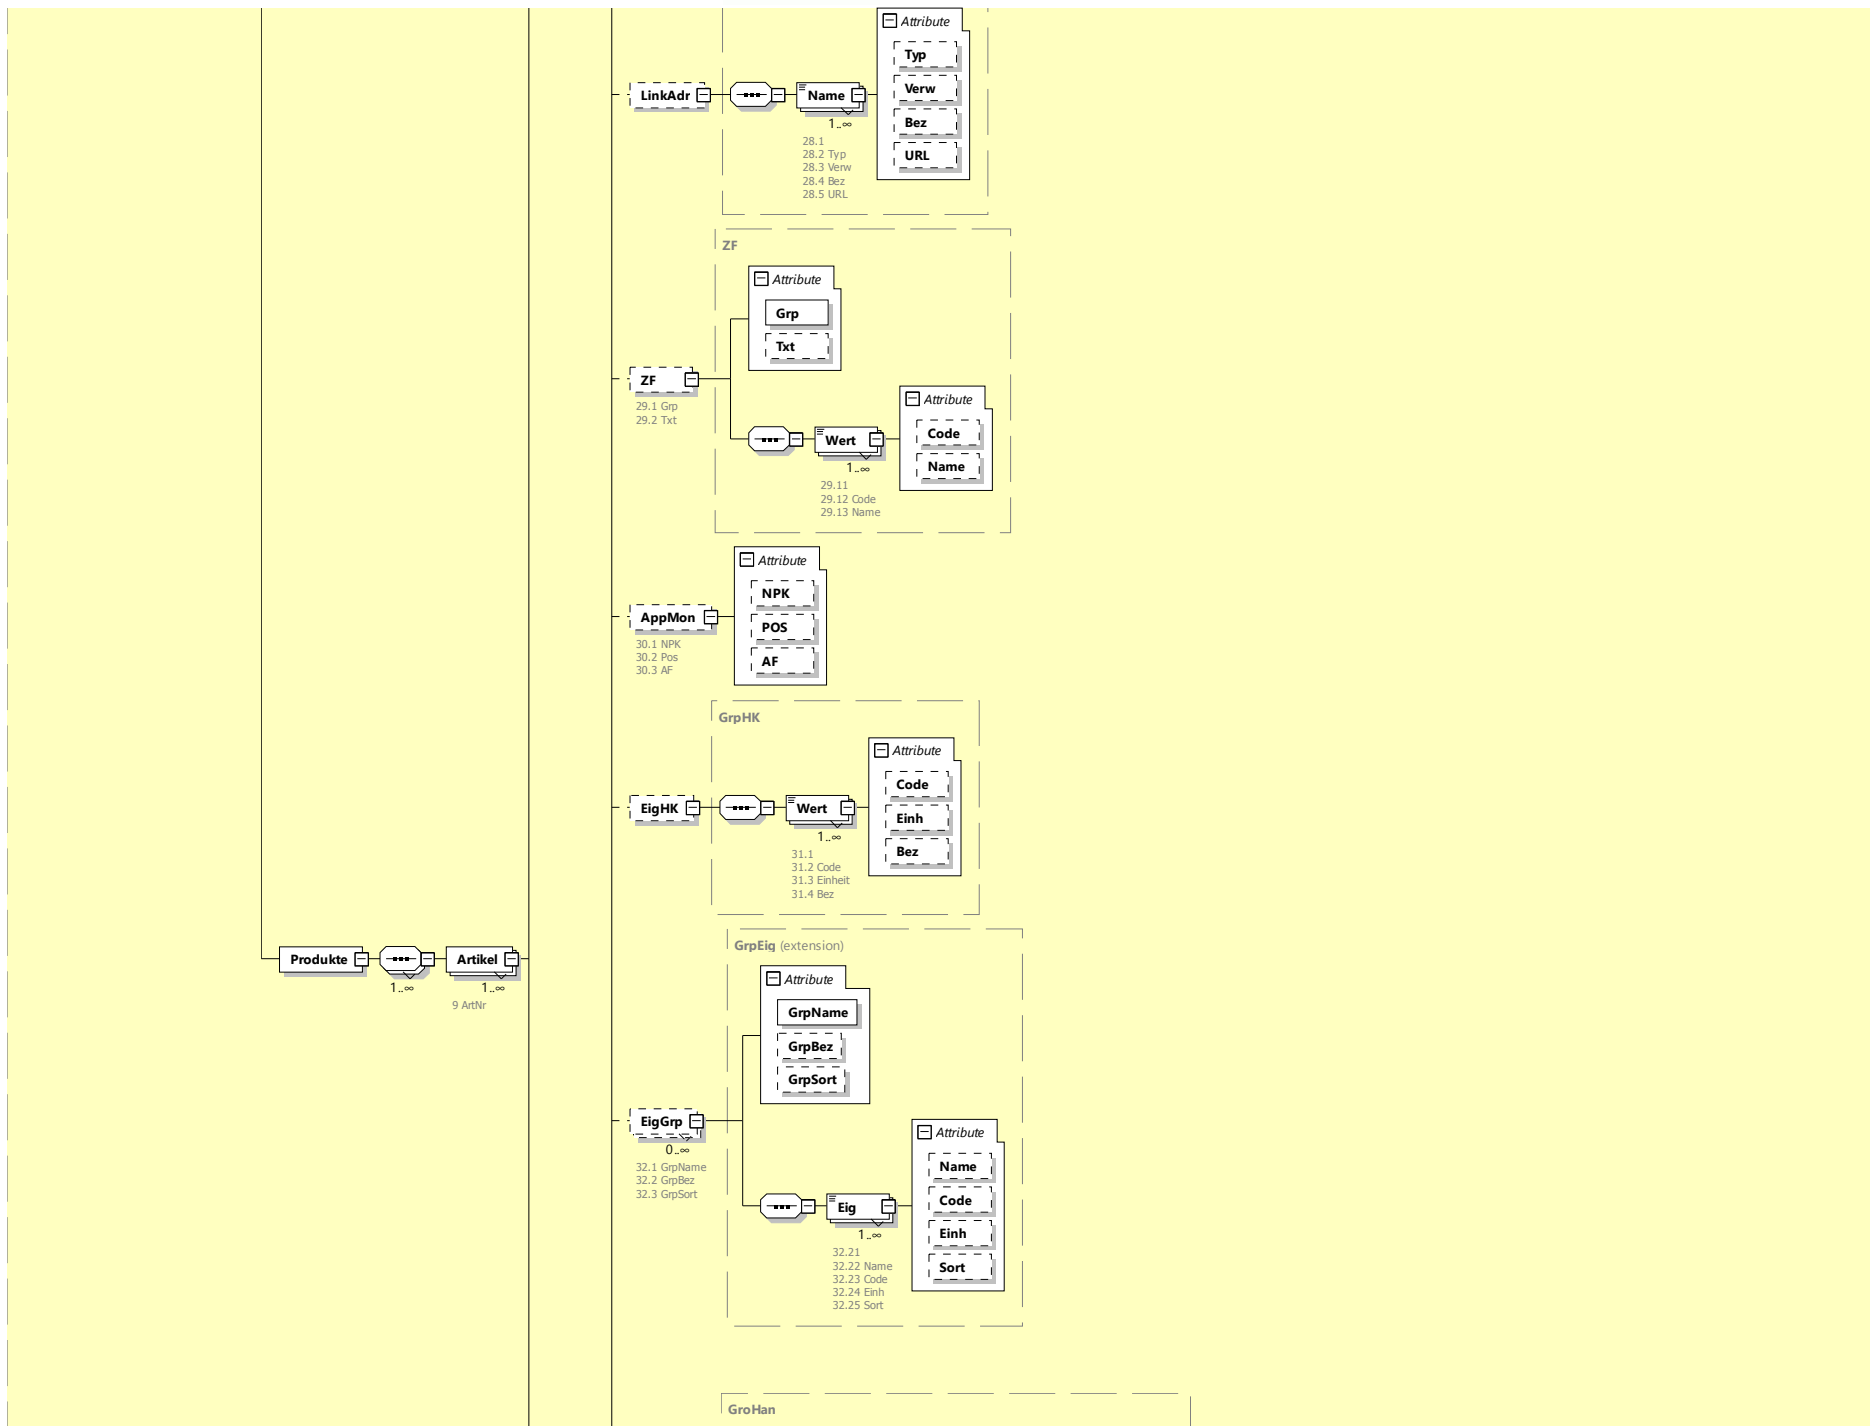 Attribute
Typ
Verw
Bez
URL
LinkAdr
Name
1..∞
28.1
28.2 Typ
28.3 Verw
28.4 Bez
28.5 URL
ZF
Attribute
Grp
Txt
ZF
29.1 Grp
29.2 Txt
Attribute
Code
Name
Wert
1..∞
29.11
29.12 Code
29.13 Name
Attribute
NPK
POS
AF
AppMon
30.1 NPK
30.2 Pos
30.3 AF
GrpHK
Attribute
Code
Einh
Bez
EigHK
Wert
1..∞
31.1
31.2 Code
31.3 Einheit
31.4 Bez
Produkte
1..∞
Artikel
1..∞
9 ArtNr
GrpEig (extension)
Attribute
GrpName
GrpBez
GrpSort
EigGrp
0..∞
32.1 GrpName
32.2 GrpBez
32.3 GrpSort
Attribute
Name
Code
Einh
Sort
Eig
1..∞
32.21
32.22 Name
32.23 Code
32.24 Einh
32.25 Sort
GroHan